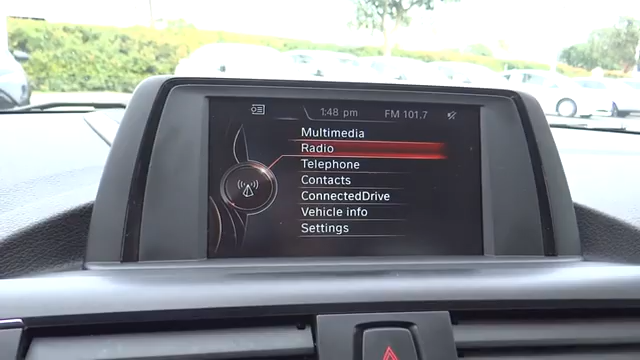 1:48 pm FM 101.7
Multimedia
Radio
Telephone
Contacts
ConnectedDrive
Vehicle info
Settings